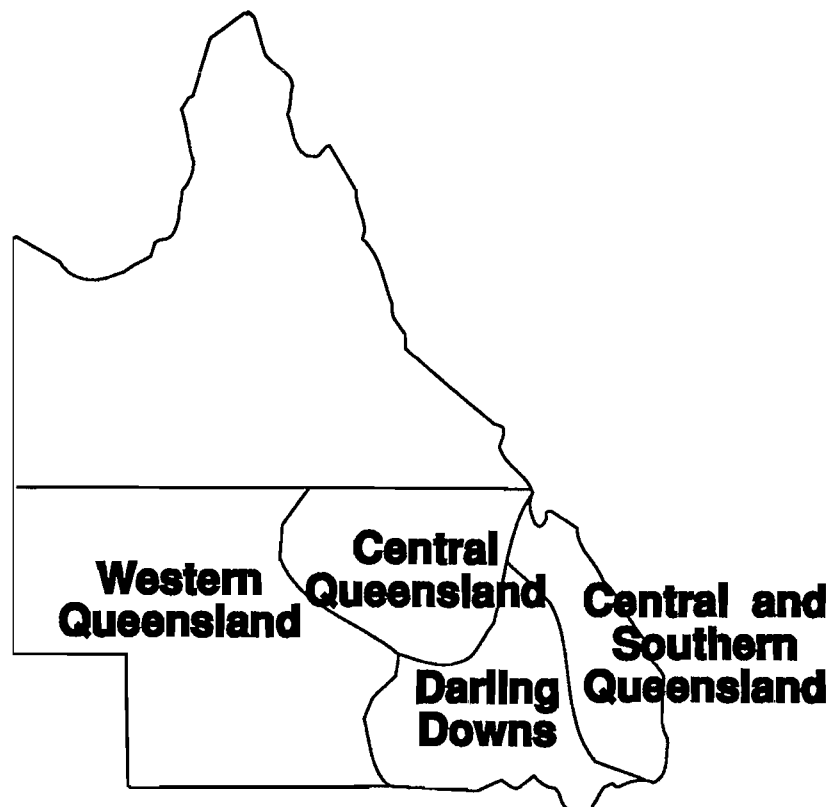 Western
Queensland
Central
Queensland
Central and
Southern
Queensland
Darling
Downs